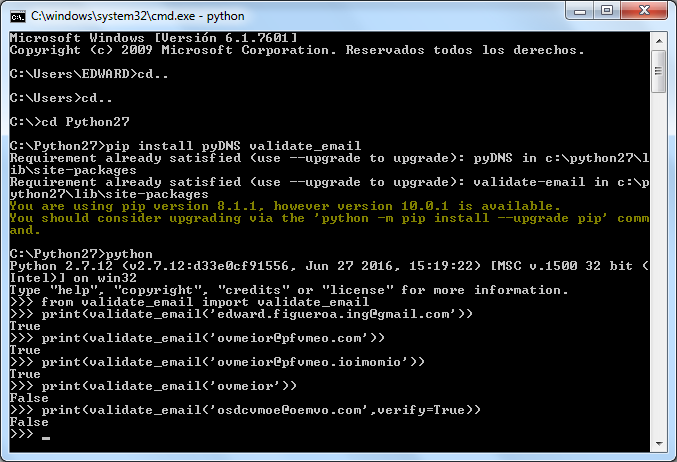 C:\windows\system32\cmd.exe - python
Microsoft Windows [Versión 6.1.7601]
Copyright (c) 2009 Microsoft Corporation. Reservados todos los derechos.
C:\Users\EDWARD>cd..
C:\Users>cd..
C:\>cd Python27
C:\Python27>pip install pyDNS validate_email
Requirement already satisfied (use --upgrade to upgrade): pyDNS in c:\python27\l
ib\site-packages
Requirement already satisfied (use --upgrade to upgrade): validate-email in c:\p
ython27\lib\site-packages
You are using pip version 8.1.1, however version 10.0.1 is available.
You should consider upgrading via the 'python -m pip install --upgrade pip' comm
and.
C:\Python27>python
Python 2.7.12 (v2.7.12:d33e0cf91556, Jun 27 2016, 15:19:22) [MSC v.1500 32 bit (
Intel)] on win32
Type "help", "copyright", "credits" or "license" for more information.
>>> from validate_email import validate_email
>>> print(validate_email('edward.figueroa.ing@gmail.com'))
True
>>> print(validate_email('ovmeior@pfvmeo.com'))
True
>>> print(validate_email('ovmeior@pfvmeo.ioimomio'))
True
>>> print(validate_email('ovmeior'))
False
>>> print(validate_email('osdcvmoe@oemvo.com',verify=True))
False
>>> _